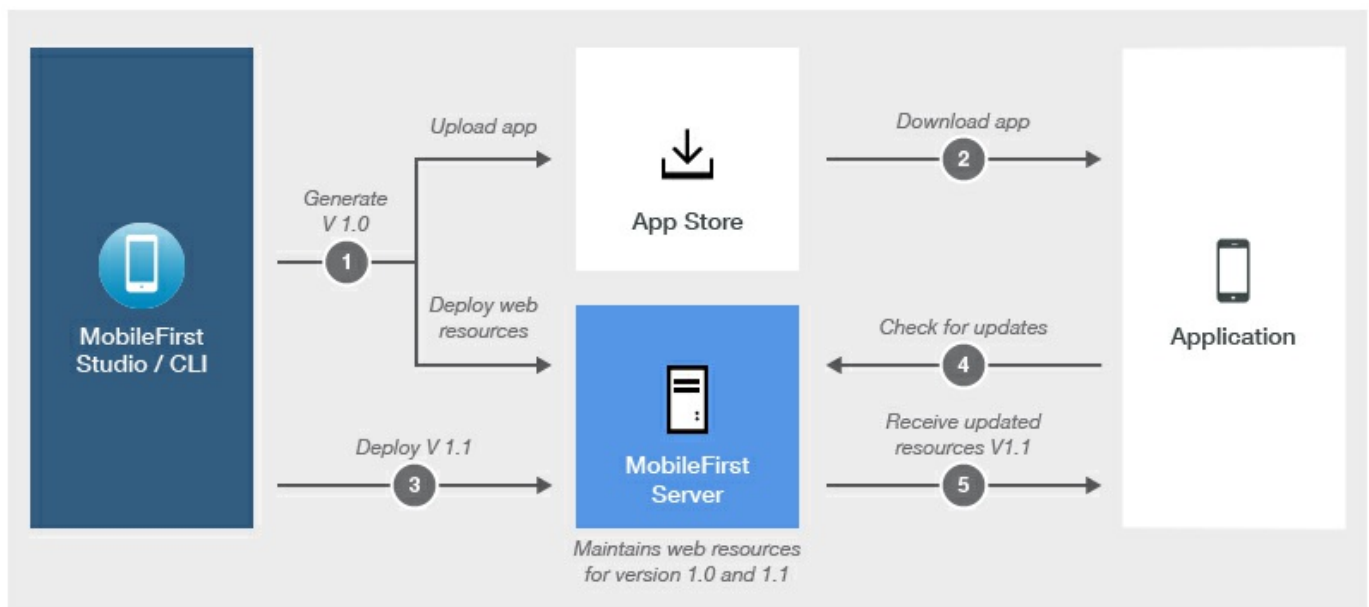 Upload app
Generate
V 1.0
1
Deploy web
resources
MobileFirst
Studio / CLI
Deploy V 1.1
3
App Store
MobileFirst
Server
Maintains web resources
for version 1.0 and 1.1
Download app
2
Check for updates
4
Receive updated
resources V1.1
5
Application